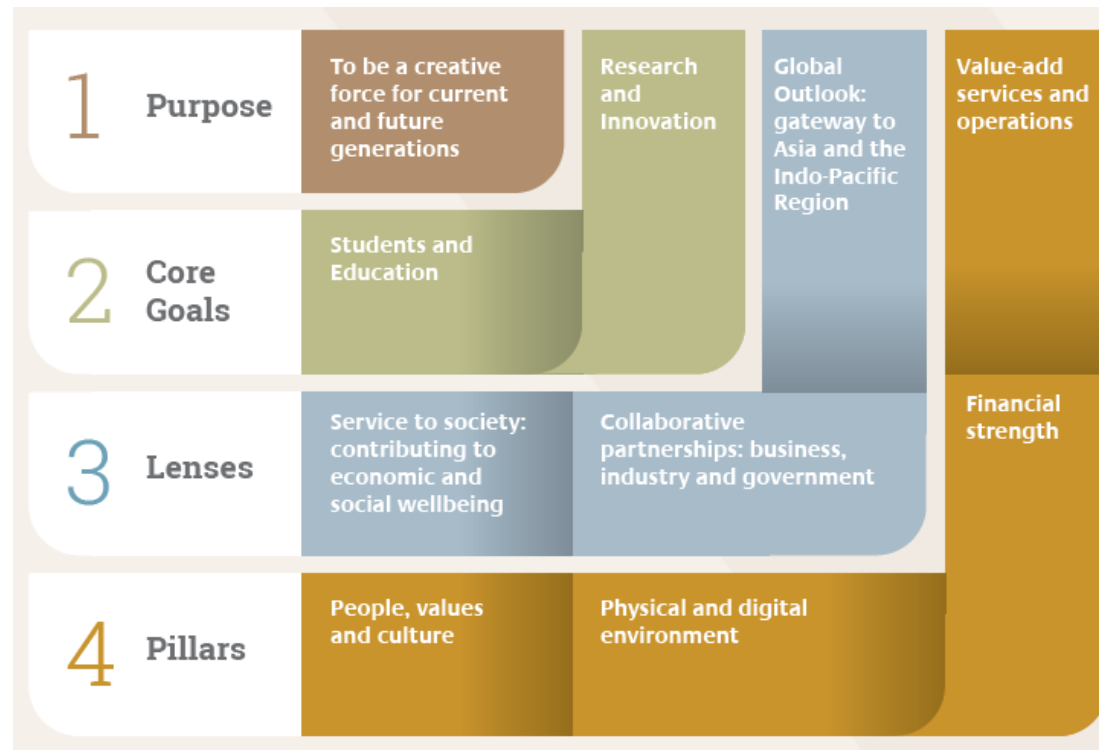 1
Purpose
To be a creative
force for current
and future
generations
2
Core
Goals
Students and
Education
Research
and
Innovation
3
Lenses
Service to society:
contributing to
economic and
social wellbeing
Collaborative
partnerships: business,
industry and government
Global
Outlook:
gateway to
Asia and the
Indo-Pacific
Region
4
Pillars
People, values
and culture
Physical and digital
environment
Financial
strength
Value-add
services and
operations